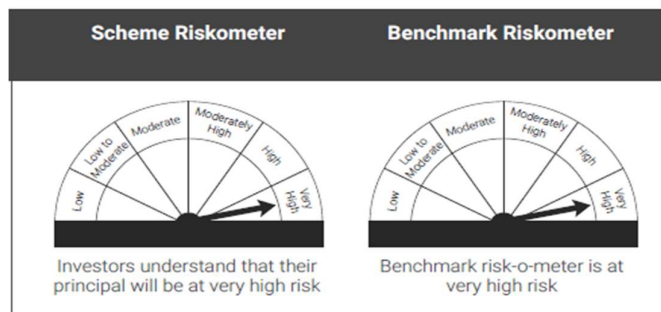 Scheme Riskometer
Benchmark Riskometer
Low
Low to
Moderate
Moderate
Moderately
High
High
Very
High
Low
Low to
Moderate
Moderate
Moderately
High
High
Very
High
Investors understand that their
principal will be at very high risk
Benchmark risk-o-meter is at
very high risk